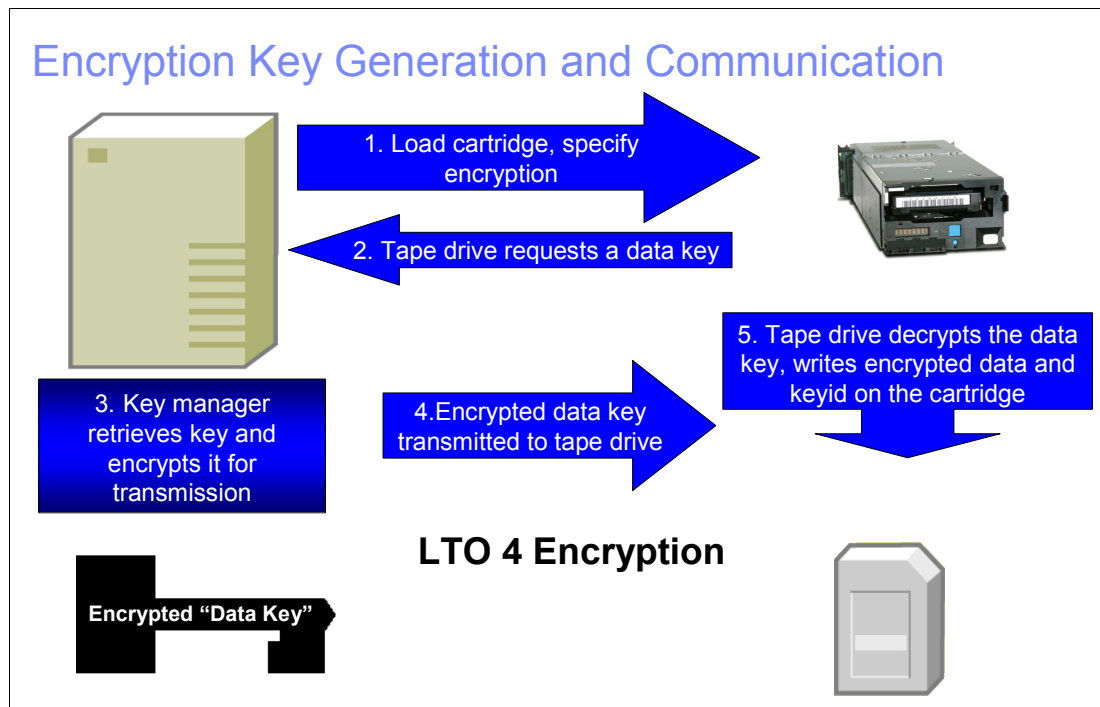 Encryption Key Generation and Communication
1. Load cartridge, specify
encryption
2. Tape drive requests a data key
3. Key manager
retrieves key and
encrypts it for
transmission
4.Encrypted data key
transmitted to tape drive
5. Tape drive decrypts the data
key, writes encrypted data and
keyid on the cartridge
LTO 4 Encryption
Encrypted “Data Key”